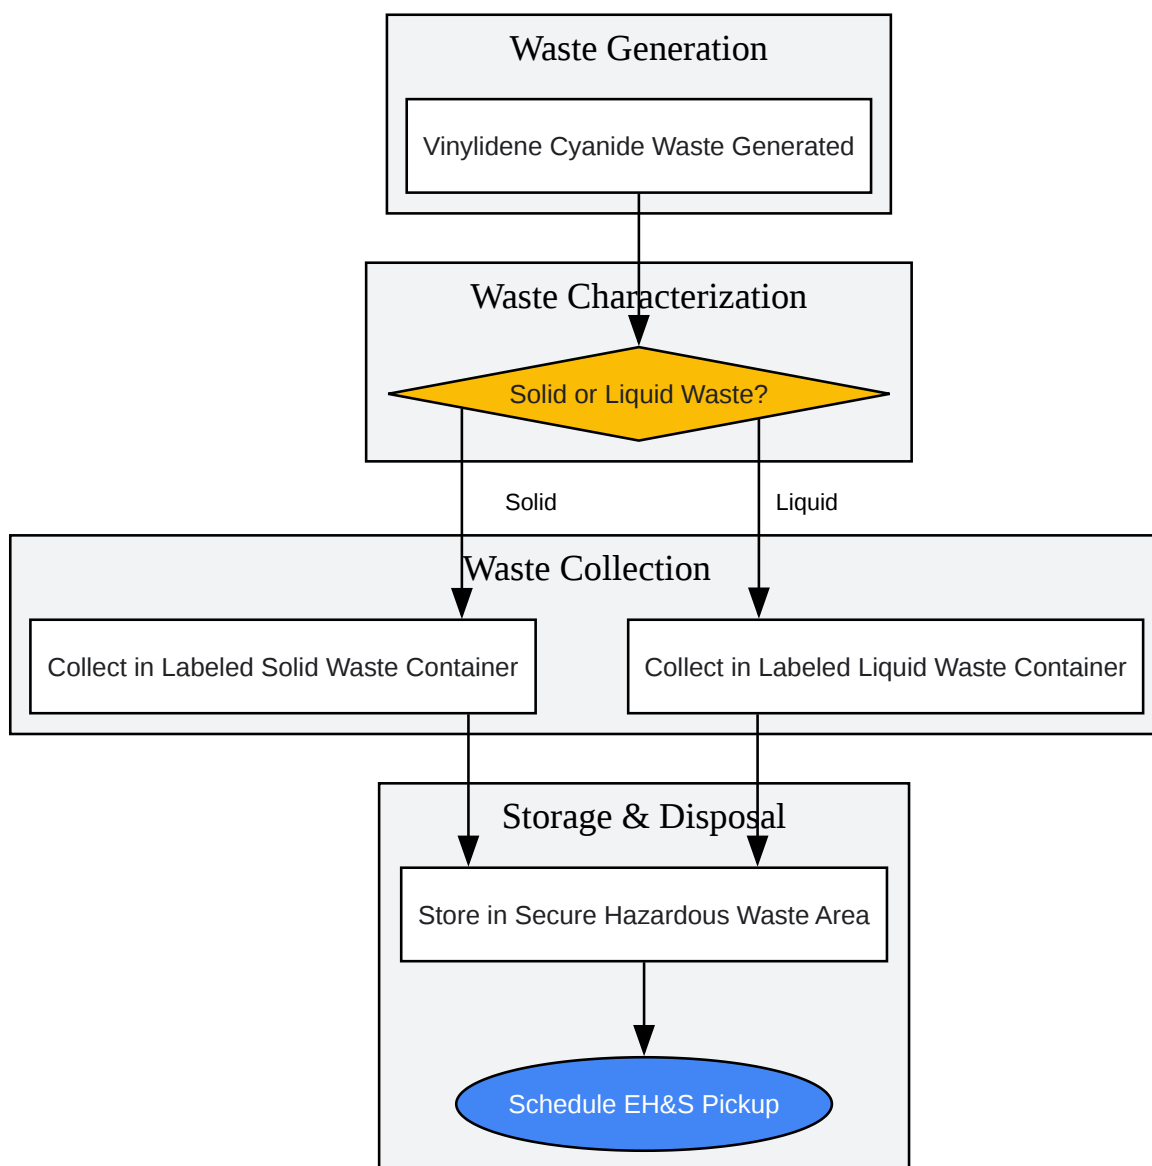 Waste Generation
Vinylidene Cyanide Waste Generated
Waste Characterization
Solid or Liquid Waste?
Solid
Liquid
Waste Collection
Collect in Labeled Solid Waste Container
Collect in Labeled Liquid Waste Container
Storage & Disposal
Store in Secure Hazardous Waste Area
Schedule EH&S Pickup